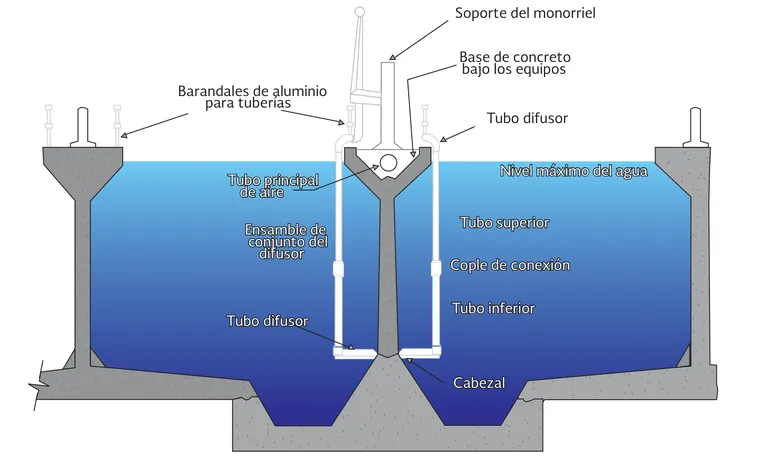 Soporte del monorriel
Base de concreto
bajo los equipos
Barandales de aluminio
para tuberías
Tubo difusor
Nivel máximo del agua
Tubo principal
de aire
Ensamble de
conjunto del
difusor
Tubo superior
Cople de conexión
Tubo inferior
Tubo difusor
Cabezal